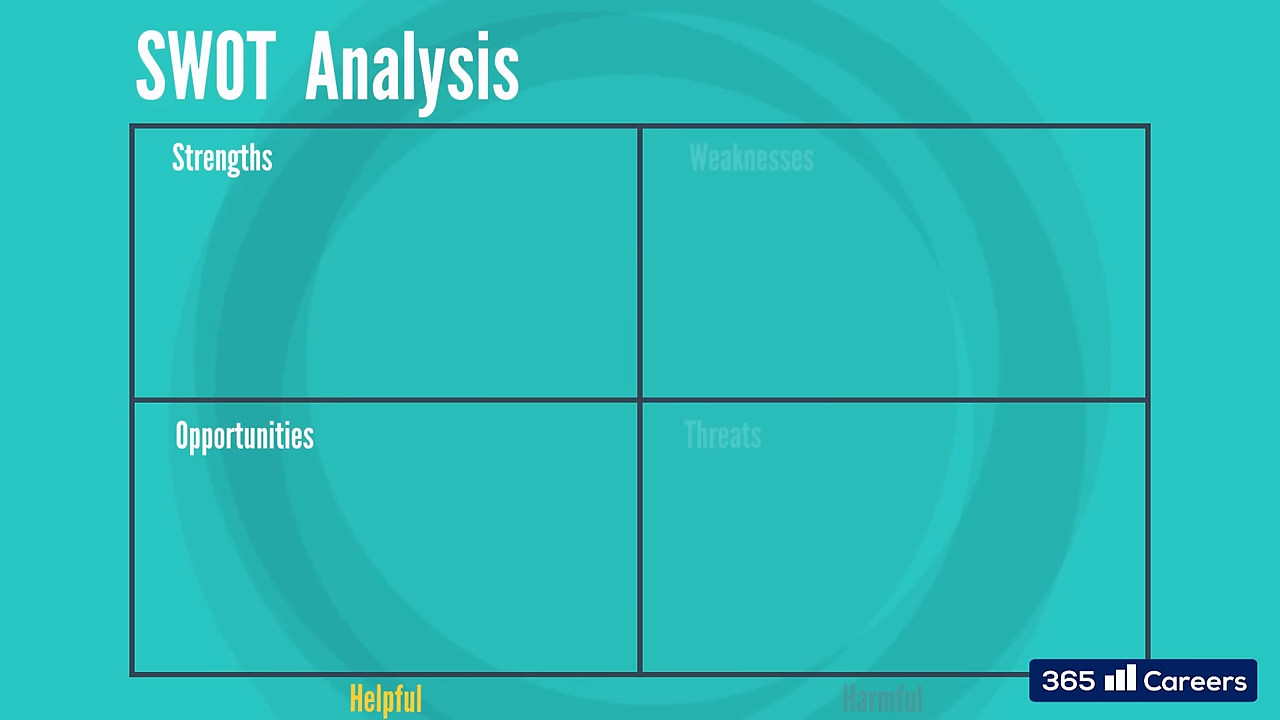 SWOT Analysis
Strengths
Weaknesses
Opportunities
Threats
Helpful
Harmful
365 Careers